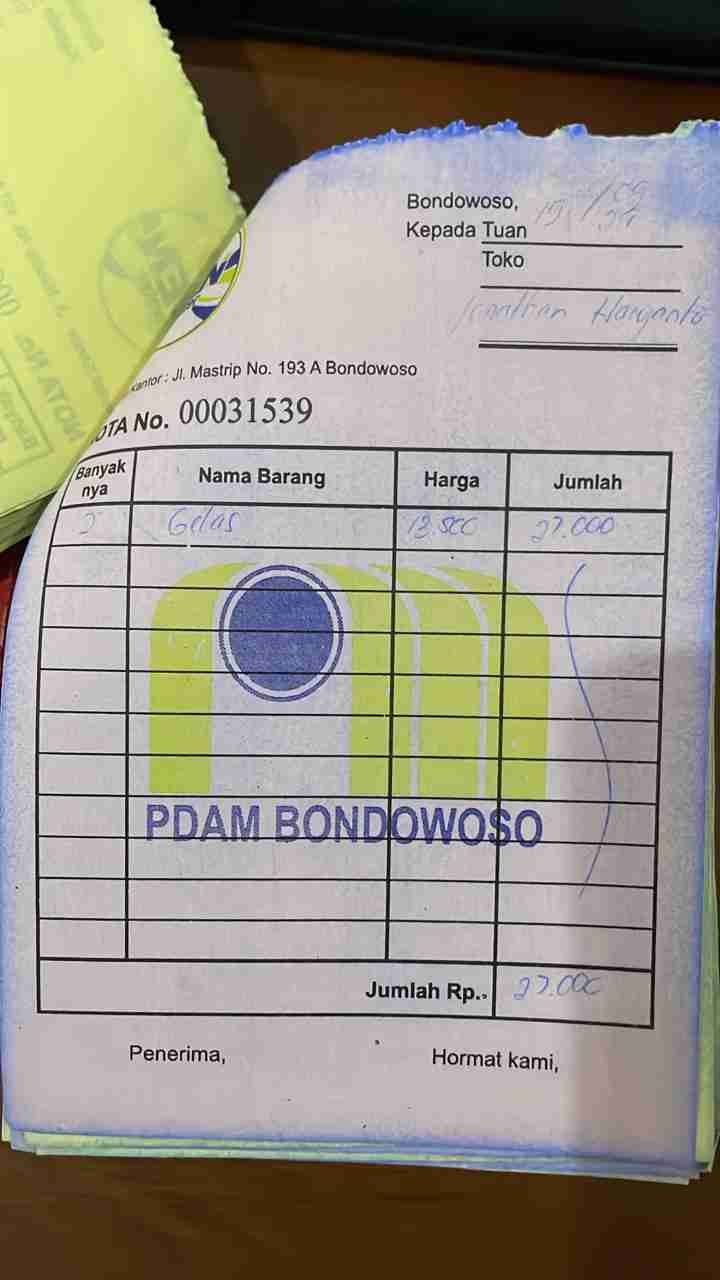 Bondowoso, 19/09
Kepada Tuan 24
Toko
Jonathan Haryanto
Kantor : Jl. Mastrip No. 193 A Bondowoso
NOTA No. 00031539
Banyak nya Nama Barang Harga Jumlah
2 Gelas 13.500 27.000
PDAM BONDOWOSO
Jumlah Rp.. 27.000
Penerima, Hormat kami,